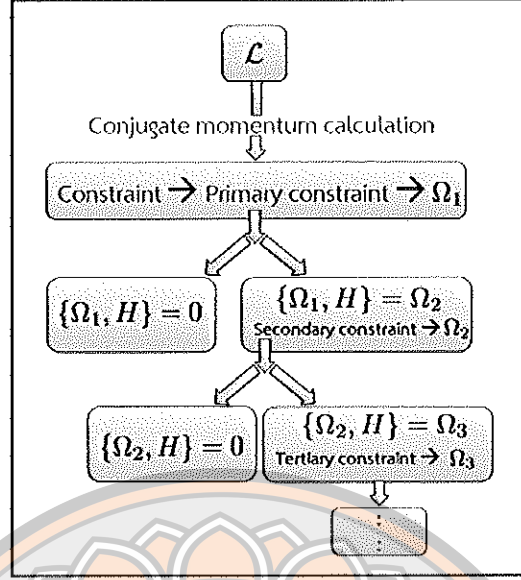 ℒ
Conjugate momentum calculation
Constraint → Primary constraint → Ω₁
{Ω₁, H} = 0
{Ω₁, H} = Ω₂
Secondary constraint → Ω₂
{Ω₂, H} = 0
{Ω₂, H} = Ω₃
Tertiary constraint → Ω₃
⋮